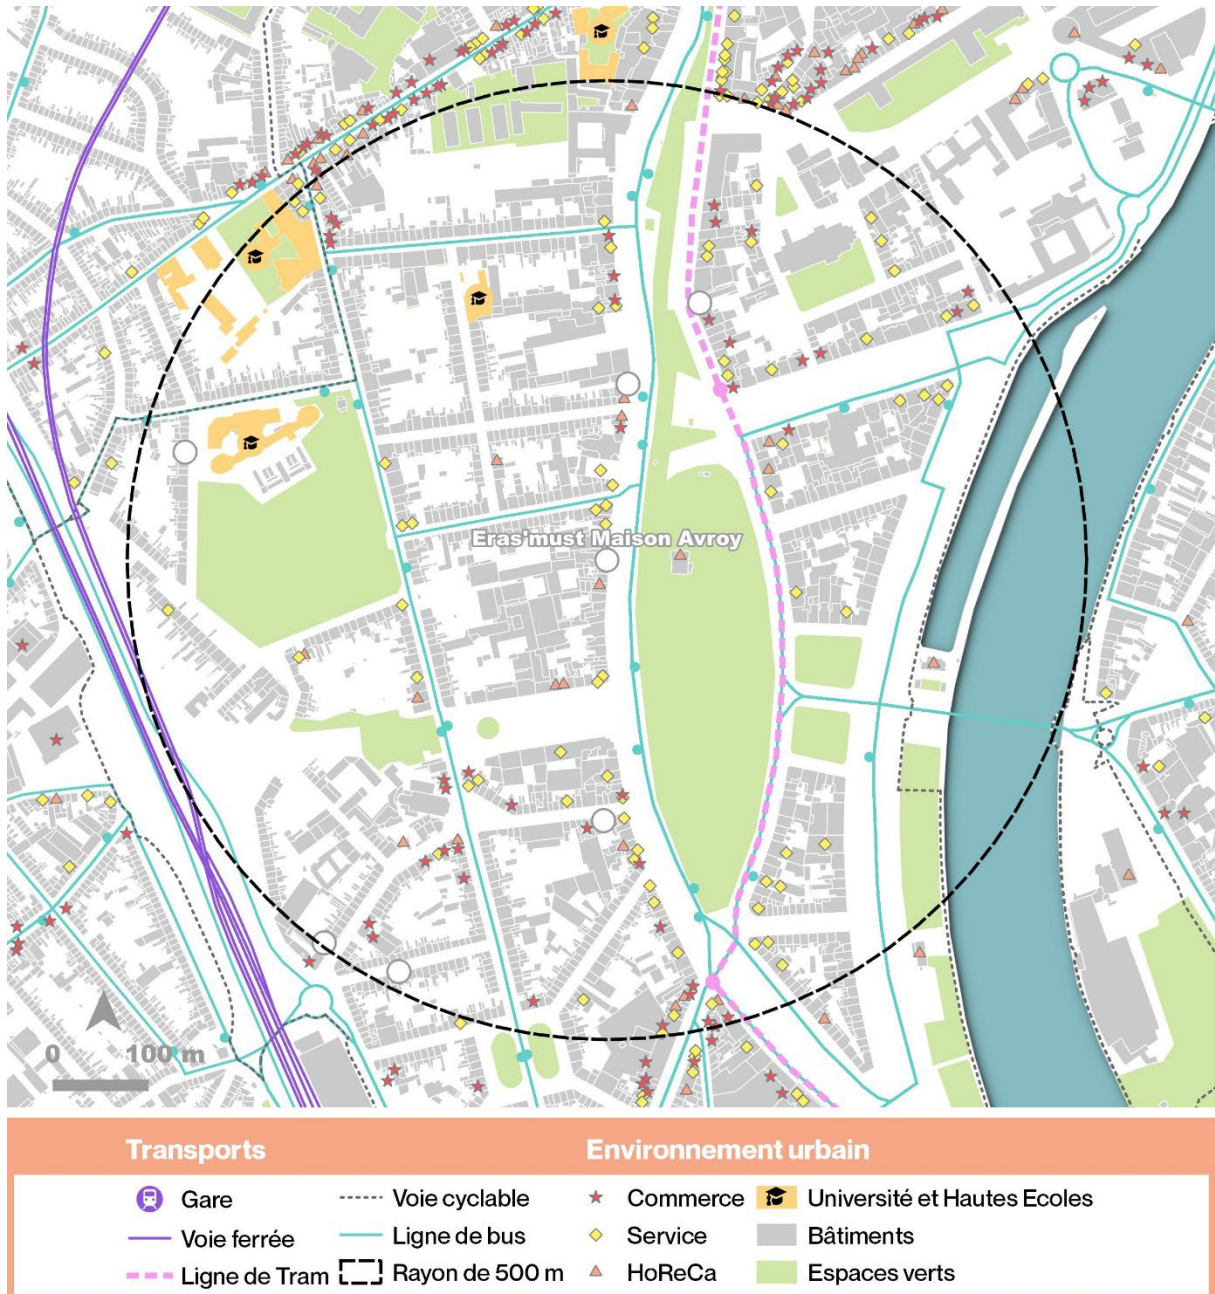 Eras'must Maison Avroy
0 100 m
Transports
Environnement urbain
Gare
Voie cyclable
Commerce
Université et Hautes Ecoles
Voie ferrée
Ligne de bus
Service
Bâtiments
Ligne de Tram
Rayon de 500 m
HoReCa
Espaces verts